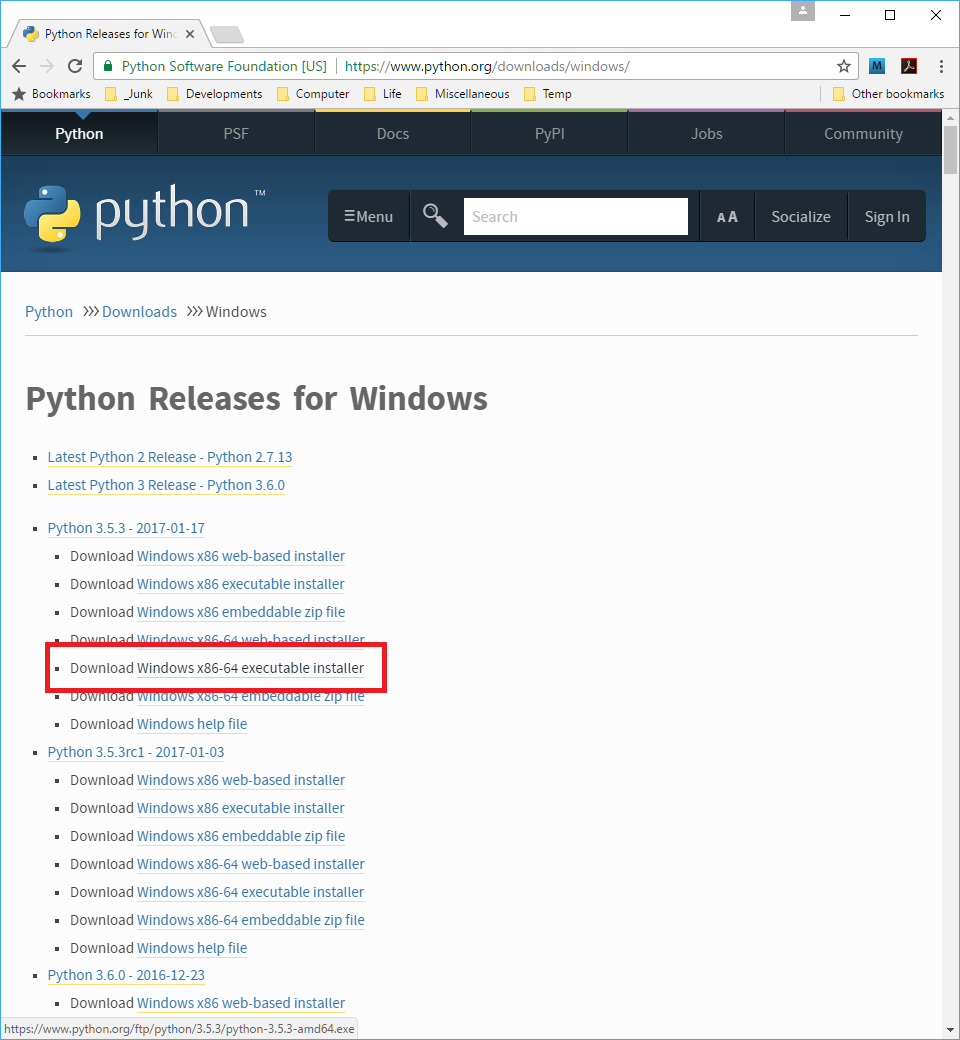 Python Releases for Winc
Python Software Foundation [US] https://www.python.org/downloads/windows/
Bookmarks _Junk Developments Computer Life Miscellaneous Temp Other bookmarks
Python PSF Docs PyPI Jobs Community
python™
≡Menu Search A A Socialize Sign In
Python >>> Downloads >>> Windows
Python Releases for Windows
Latest Python 2 Release - Python 2.7.13
Latest Python 3 Release - Python 3.6.0
Python 3.5.3 - 2017-01-17
Download Windows x86 web-based installer
Download Windows x86 executable installer
Download Windows x86 embeddable zip file
Download Windows x86-64 web-based installer
Download Windows x86-64 executable installer
Download Windows x86-64 embeddable zip file
Download Windows help file
Python 3.5.3rc1 - 2017-01-03
Download Windows x86 web-based installer
Download Windows x86 executable installer
Download Windows x86 embeddable zip file
Download Windows x86-64 web-based installer
Download Windows x86-64 executable installer
Download Windows x86-64 embeddable zip file
Download Windows help file
Python 3.6.0 - 2016-12-23
Download Windows x86 web-based installer
https://www.python.org/ftp/python/3.5.3/python-3.5.3-amd64.exe